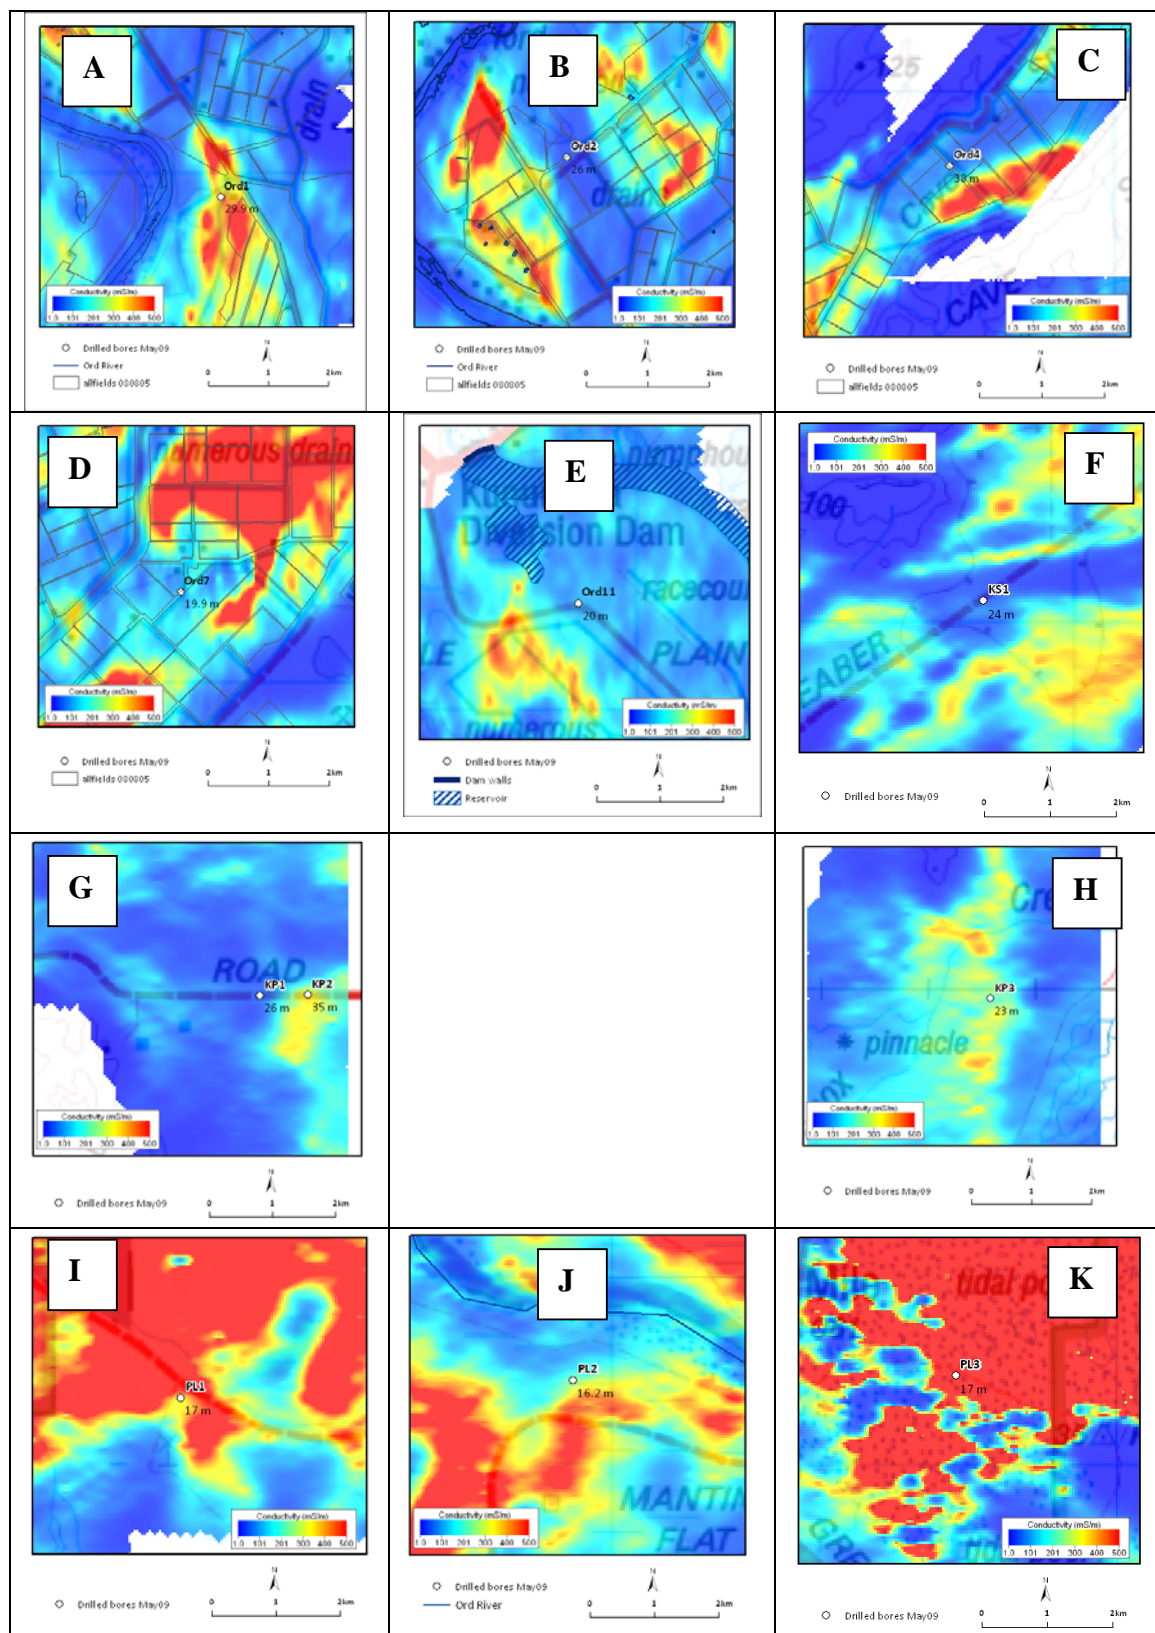 A
drain
Ord1
29.9 m
Conductivity (mS/m)
1.0 101 201 300 400 500
Drilled bores May09
Ord River
allfields 080805
N
0 1 2km
B
Ord2
26 m
drains
Conductivity (mS/m)
1.0 101 201 300 400 500
Drilled bores May09
Ord River
allfields 080805
N
0 1 2km
C
125
Ord4
38 m
CAVE
Conductivity (mS/m)
1.0 101 201 300 400 500
Drilled bores May09
allfields 080805
N
0 1 2km
D
numerous drain
Ord7
19.9 m
Conductivity (mS/m)
1.0 101 201 300 400 500
Drilled bores May09
allfields 080805
N
0 1 2km
E
pumphou
Diversion Dam
Ord11
20 m
racecou
LE
PLAIN
numerous
Conductivity (mS/m)
1.0 101 201 300 400 500
Drilled bores May09
Dam walls
Reservoir
N
0 1 2km
F
Conductivity (mS/m)
1.0 101 201 300 400 500
100
KS1
24 m
EABER
Drilled bores May09
N
0 1 2km
G
ROAD
KP1
26 m
KP2
35 m
Conductivity (mS/m)
1.0 101 201 300 400 500
Drilled bores May09
N
0 1 2km
H
Cre
KP3
23 m
pinnacle
OX
Conductivity (mS/m)
1.0 101 201 300 400 500
Drilled bores May09
N
0 1 2km
I
PL1
17 m
Conductivity (mS/m)
1.0 101 201 300 400 500
Drilled bores May09
N
0 1 2km
J
PL2
16.2 m
MANTIN
FLAT
Conductivity (mS/m)
1.0 101 201 300 400 500
Drilled bores May09
Ord River
N
0 1 2km
K
tidal po
PL3
17 m
Conductivity (mS/m)
1.0 101 201 300 400 500
Drilled bores May09
N
0 1 2km